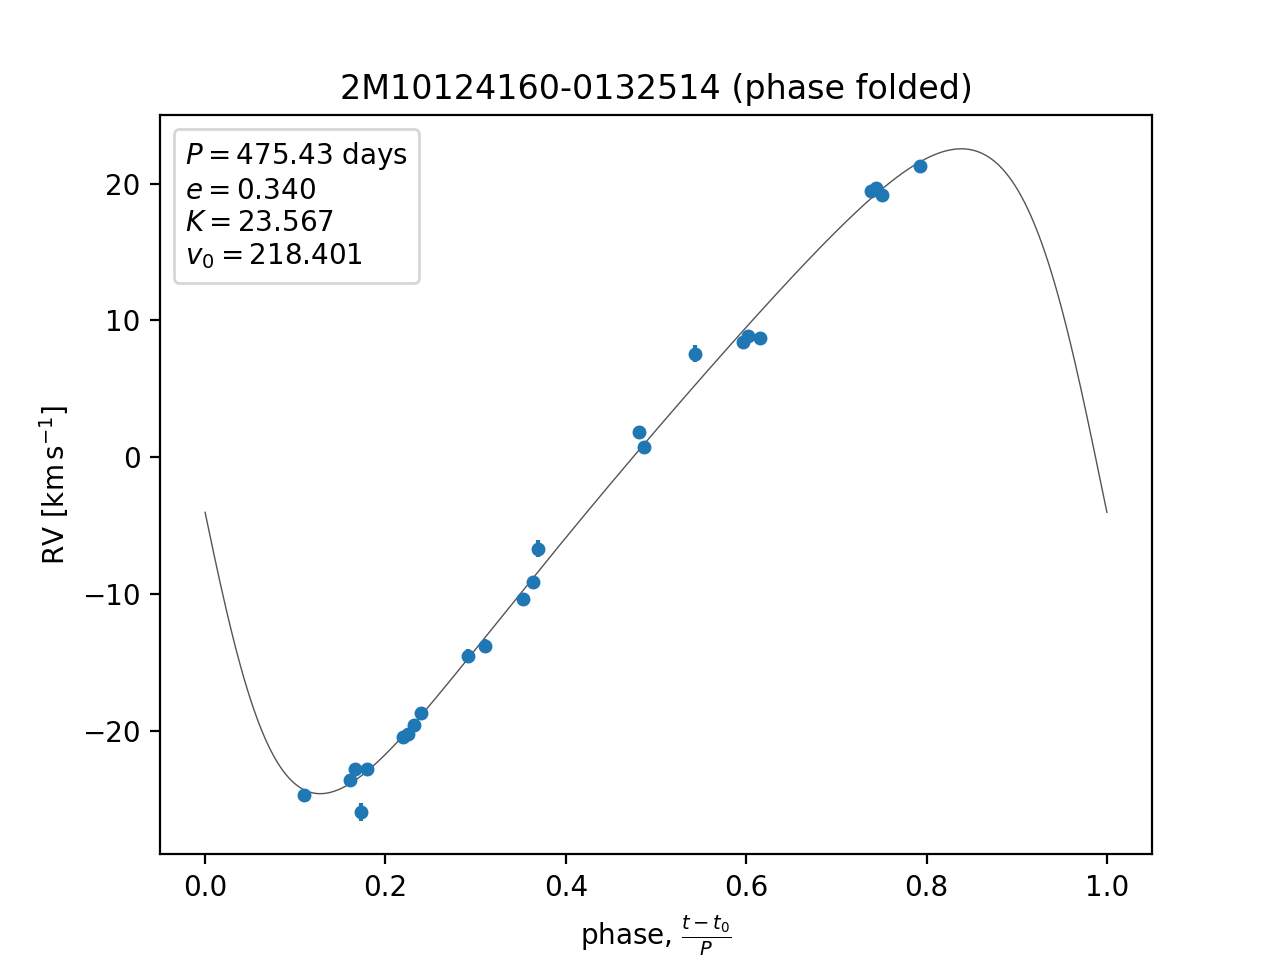 2M10124160-0132514 (phase folded)
P = 475.43 days
e = 0.340
K = 23.567
v₀ = 218.401
20
10
0
−10
−20
RV [km s⁻¹]
0.0 0.2 0.4 0.6 0.8 1.0
phase, (t − t₀)/P